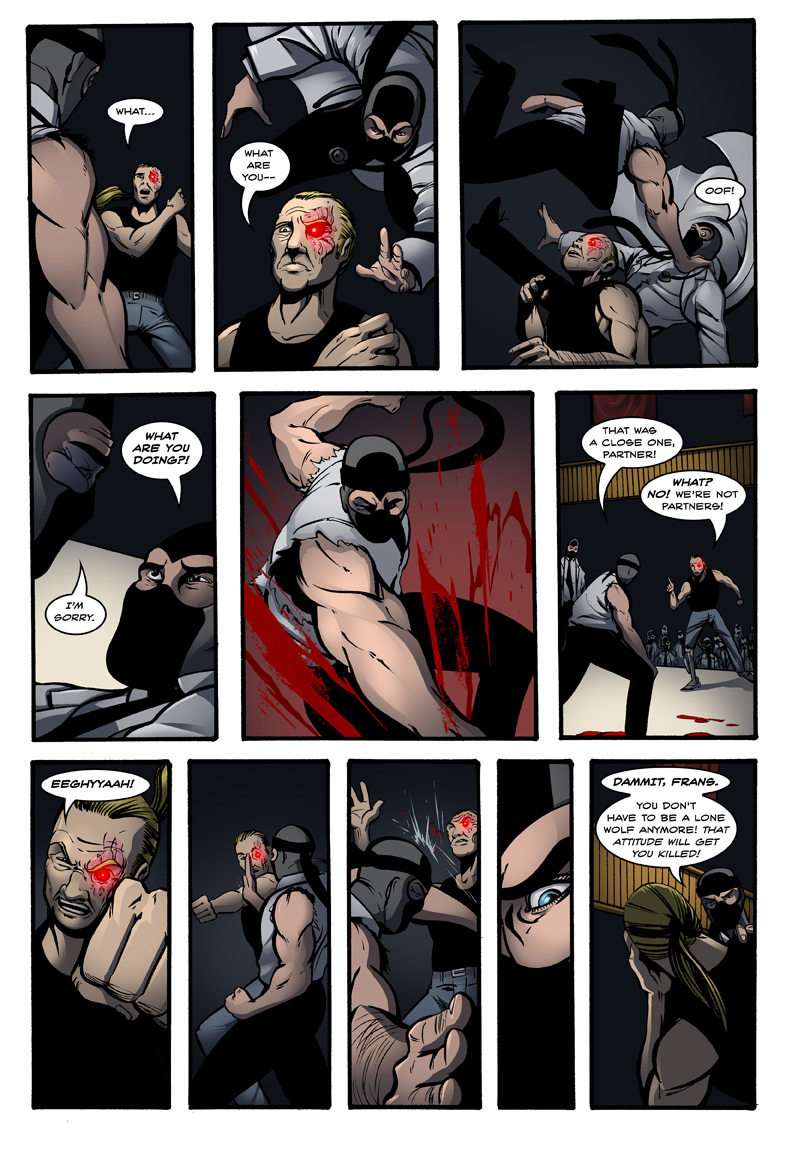 WHAT...
WHAT
ARE
YOU--
OOF!
WHAT
ARE YOU
DOING?!
I'M
SORRY.
THAT WAS
A CLOSE ONE,
PARTNER!
WHAT?
NO! WE'RE NOT
PARTNERS!
EEGHYYAAH!
DAMMIT, FRANS.
YOU DON'T
HAVE TO BE A LONE
WOLF ANYMORE! THAT
ATTITUDE WILL GET
YOU KILLED!